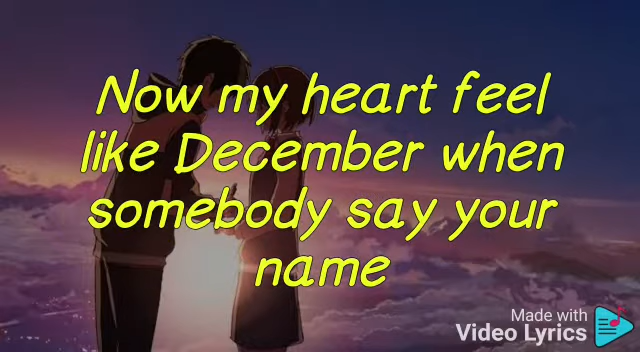 Now my heart feel
like December when
somebody say your
name
Made with
Video Lyrics